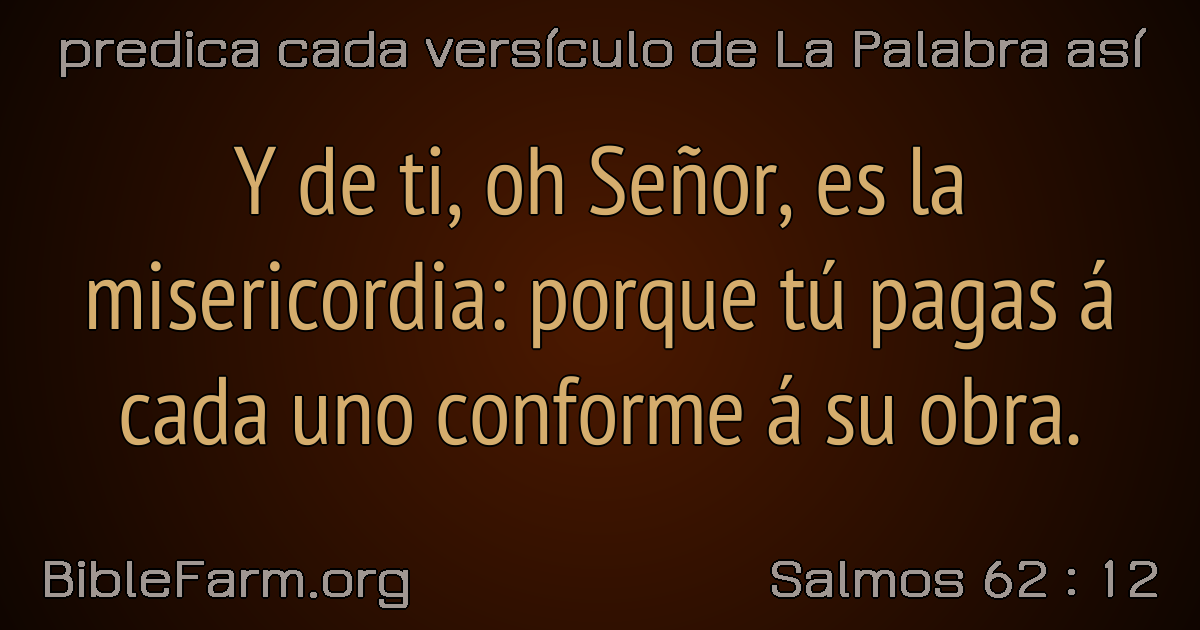 predica cada versículo de La Palabra así
Y de ti, oh Señor, es la
misericordia: porque tú pagas á
cada uno conforme á su obra.
BibleFarm.org
Salmos 62 : 12